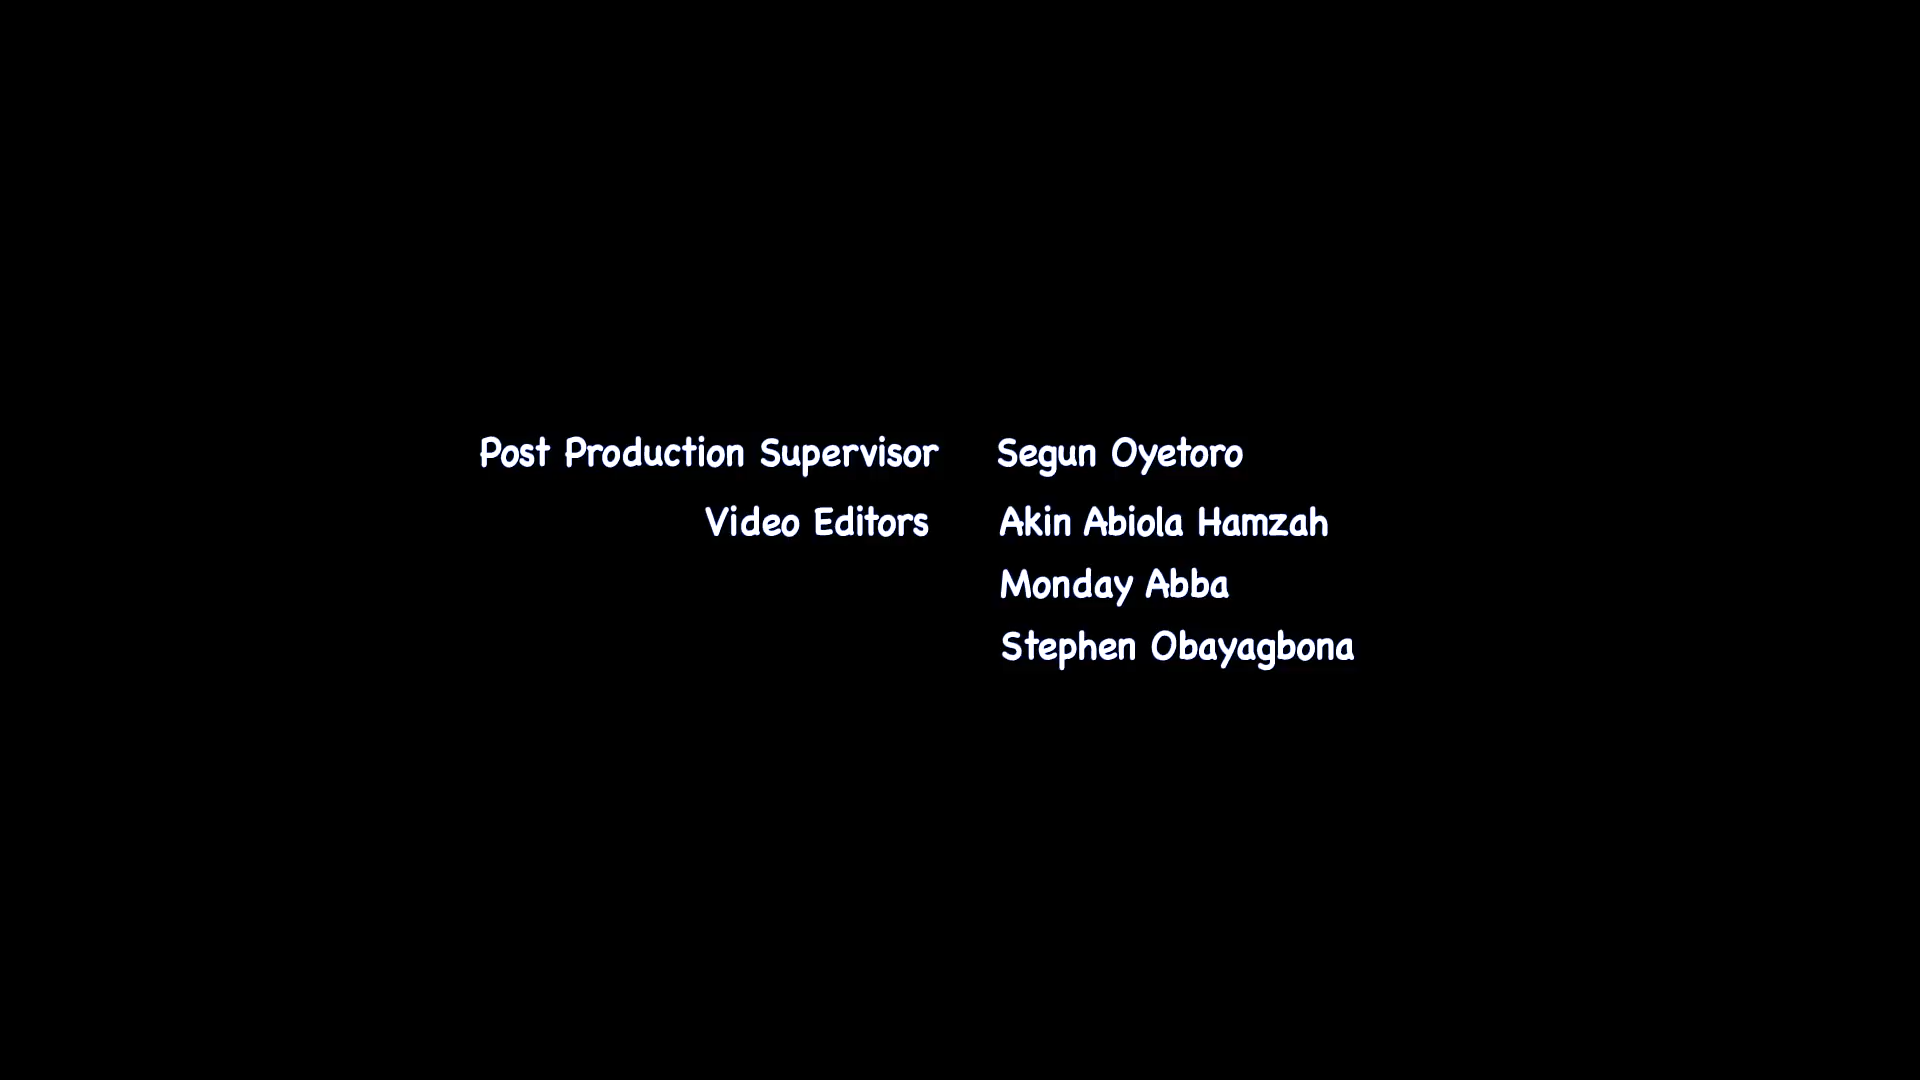 Post Production Supervisor Segun Oyetoro
Video Editors Akin Abiola Hamzah
Monday Abba
Stephen Obayagbona